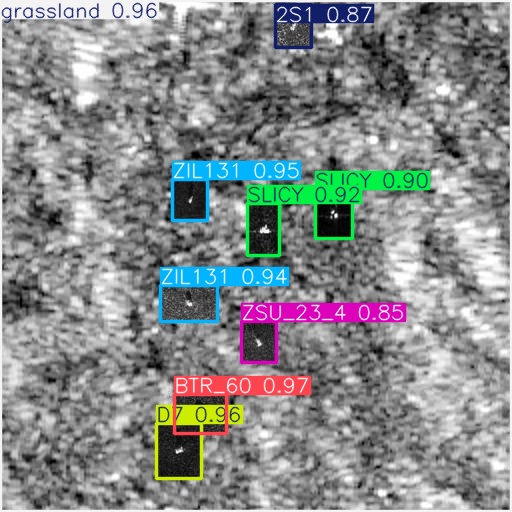 grassland 0.96
2S1 0.87
ZIL131 0.95
SLICY 0.90
SLICY 0.92
ZIL131 0.94
ZSU_23_4 0.85
BTR_60 0.97
D7 0.96